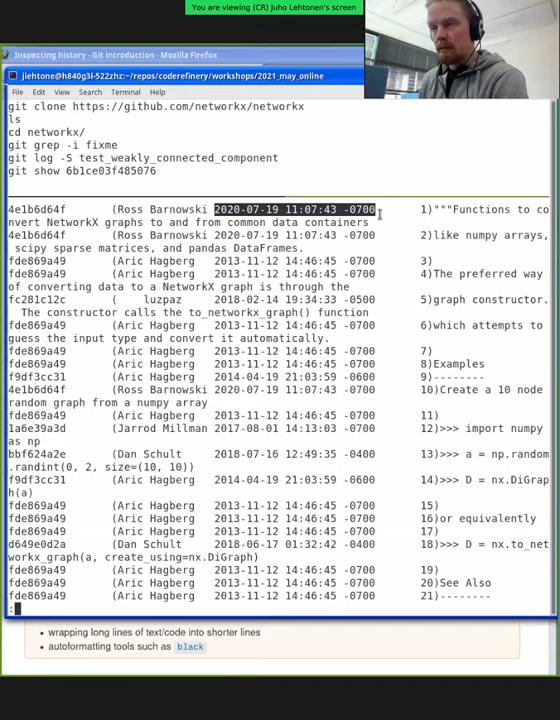 You are viewing (CR) Juho Lehtonen's screen
Inspecting history - Git introduction - Mozilla Firefox
jlehtone@h840g3l-522zhz:~/repos/coderefinery/workshops/2021_may_online
File Edit View Search Terminal Help
git clone https://github.com/networkx/networkx
ls
cd networkx/
git grep -i fixme
git log -S test_weakly_connected_component
git show 6b1ce03f485076
4e1b6d64f (Ross Barnowski 2020-07-19 11:07:43 -0700 1)"""Functions to co
nvert NetworkX graphs to and from common data containers
4e1b6d64f (Ross Barnowski 2020-07-19 11:07:43 -0700 2)like numpy arrays,
scipy sparse matrices, and pandas DataFrames.
fde869a49 (Aric Hagberg 2013-11-12 14:46:45 -0700 3)
fde869a49 (Aric Hagberg 2013-11-12 14:46:45 -0700 4)The preferred way
of converting data to a NetworkX graph is through the
fc281c12c ( luzpaz 2018-02-14 19:34:33 -0500 5)graph constructor.
The constructor calls the to_networkx_graph() function
fde869a49 (Aric Hagberg 2013-11-12 14:46:45 -0700 6)which attempts to
guess the input type and convert it automatically.
fde869a49 (Aric Hagberg 2013-11-12 14:46:45 -0700 7)
fde869a49 (Aric Hagberg 2013-11-12 14:46:45 -0700 8)Examples
f9df3cc31 (Aric Hagberg 2014-04-19 21:03:59 -0600 9)--------
4e1b6d64f (Ross Barnowski 2020-07-19 11:07:43 -0700 10)Create a 10 node
random graph from a numpy array
fde869a49 (Aric Hagberg 2013-11-12 14:46:45 -0700 11)
1a6e39a3d (Jarrod Millman 2017-08-01 14:13:03 -0700 12)>>> import numpy
as np
bbf624a2e (Dan Schult 2018-07-16 12:49:35 -0400 13)>>> a = np.random
.randint(0, 2, size=(10, 10))
f9df3cc31 (Aric Hagberg 2014-04-19 21:03:59 -0600 14)>>> D = nx.DiGrap
h(a)
fde869a49 (Aric Hagberg 2013-11-12 14:46:45 -0700 15)
fde869a49 (Aric Hagberg 2013-11-12 14:46:45 -0700 16)or equivalently
fde869a49 (Aric Hagberg 2013-11-12 14:46:45 -0700 17)
d649e0d2a (Dan Schult 2018-06-17 01:32:42 -0400 18)>>> D = nx.to_net
workx_graph(a, create_using=nx.DiGraph)
fde869a49 (Aric Hagberg 2013-11-12 14:46:45 -0700 19)
fde869a49 (Aric Hagberg 2013-11-12 14:46:45 -0700 20)See Also
fde869a49 (Aric Hagberg 2013-11-12 14:46:45 -0700 21)--------
:
• wrapping long lines of text/code into shorter lines
• autoformatting tools such as black